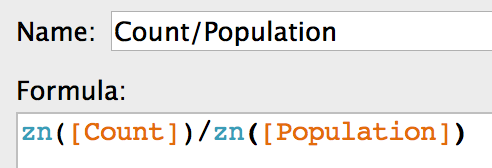 Name: Count/Population
Formula:
zn([Count])/zn([Population])